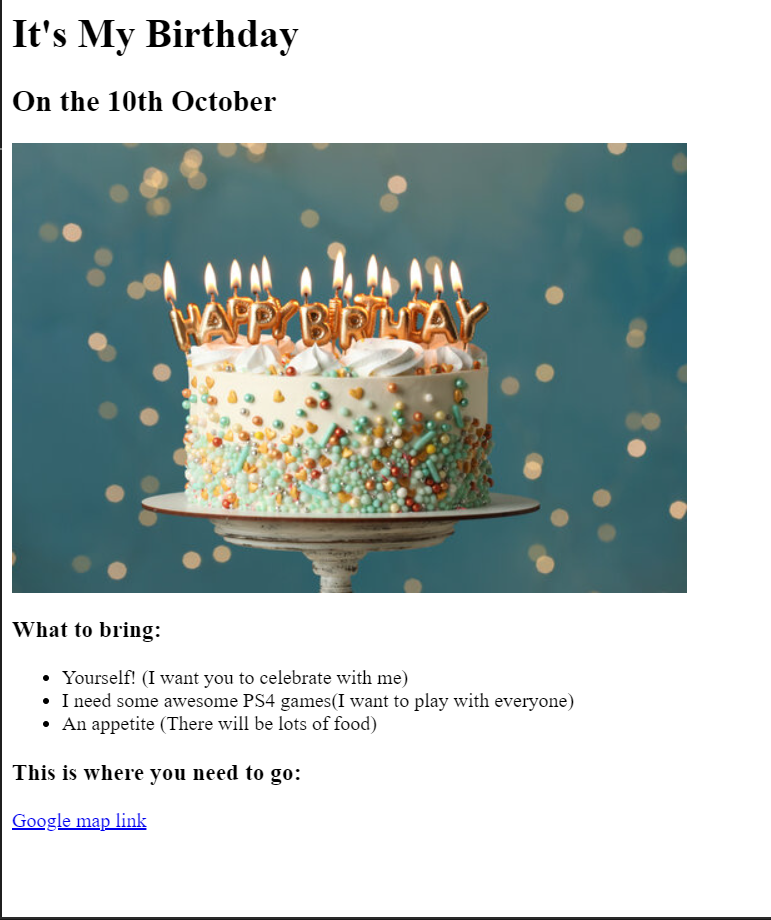 It's My Birthday
On the 10th October
HAPPY BIRTHDAY
What to bring:
Yourself! (I want you to celebrate with me)
I need some awesome PS4 games(I want to play with everyone)
An appetite (There will be lots of food)
This is where you need to go:
Google map link